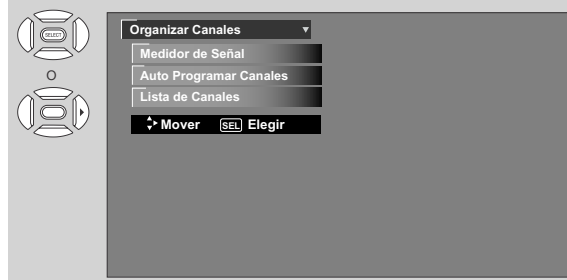 SELECT
O
Organizar Canales
Medidor de Señal
Auto Programar Canales
Lista de Canales
Mover SEL Elegir